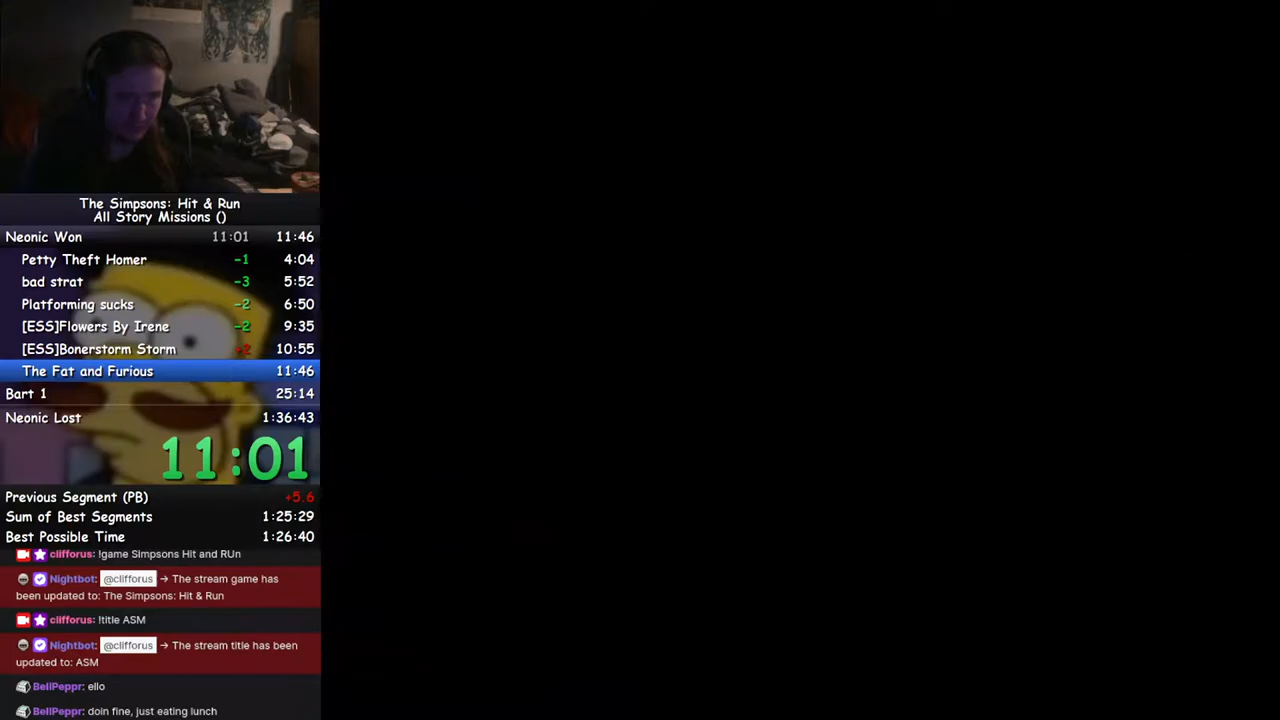 The Simpsons: Hit & Run
All Story Missions ()
Neonic Won 11:01 11:46
Petty Theft Homer -1 4:04
bad strat -3 5:52
Platforming sucks -2 6:50
[ESS]Flowers By Irene -2 9:35
[ESS]Bonerstorm Storm +2 10:55
The Fat and Furious 11:46
Bart 1 25:14
Neonic Lost 1:36:43
11:01
Previous Segment (PB) +5.6
Sum of Best Segments 1:25:29
Best Possible Time 1:26:40
clifforus: !game Simpsons Hit and RUn
Nightbot: @clifforus → The stream game has
been updated to: The Simpsons: Hit & Run
clifforus: !title ASM
Nightbot: @clifforus → The stream title has been
updated to: ASM
BellPeppr: ello
BellPeppr: doin fine, just eating lunch